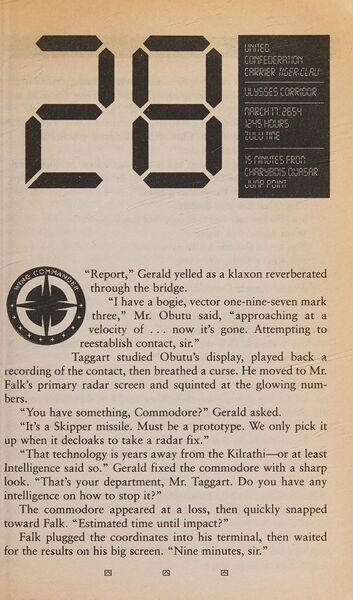 28
UNITED
CONFEDERATION
CARRIER TIGER CLAW
ULYSSES CORRIDOR
MARCH 17, 2654
1245 HOURS
ZULU TIME
15 MINUTES FROM
CHARYBDIS QUASAR
JUMP POINT
WING COMMANDER
“Report,” Gerald yelled as a klaxon reverberated
through the bridge.
“I have a bogie, vector one-nine-seven mark
three,” Mr. Obutu said, “approaching at a
velocity of . . . now it's gone. Attempting to
reestablish contact, sir.”
Taggart studied Obutu's display, played back a
recording of the contact, then breathed a curse. He moved to Mr.
Falk's primary radar screen and squinted at the glowing num-
bers.
“You have something, Commodore?” Gerald asked.
“It's a Skipper missile. Must be a prototype. We only pick it
up when it decloaks to take a radar fix.”
“That technology is years away from the Kilrathi—or at least
Intelligence said so.” Gerald fixed the commodore with a sharp
look. “That's your department, Mr. Taggart. Do you have any
intelligence on how to stop it?”
The commodore appeared at a loss, then quickly snapped
toward Falk. “Estimated time until impact?”
Falk plugged the coordinates into his terminal, then waited
for the results on his big screen. “Nine minutes, sir.”